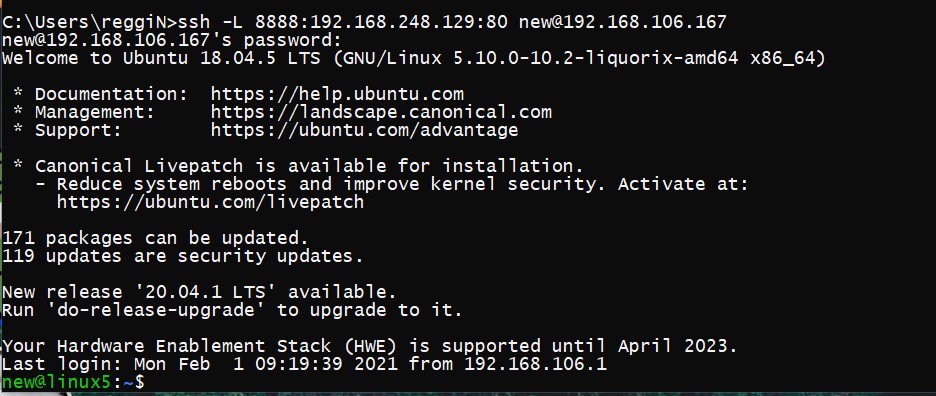 C:\Users\reggiN>ssh -L 8888:192.168.248.129:80 new@192.168.106.167
new@192.168.106.167's password:
Welcome to Ubuntu 18.04.5 LTS (GNU/Linux 5.10.0-10.2-liquorix-amd64 x86_64)

 * Documentation:  https://help.ubuntu.com
 * Management:     https://landscape.canonical.com
 * Support:        https://ubuntu.com/advantage

 * Canonical Livepatch is available for installation.
   - Reduce system reboots and improve kernel security. Activate at:
     https://ubuntu.com/livepatch

171 packages can be updated.
119 updates are security updates.

New release '20.04.1 LTS' available.
Run 'do-release-upgrade' to upgrade to it.

Your Hardware Enablement Stack (HWE) is supported until April 2023.
Last login: Mon Feb  1 09:19:39 2021 from 192.168.106.1
new@linux5:~$